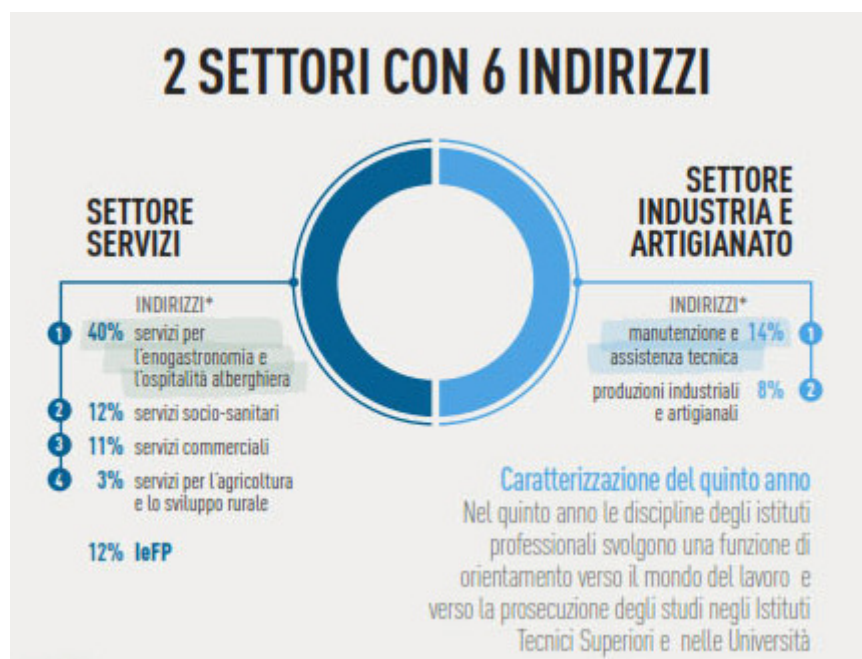 2 SETTORI CON 6 INDIRIZZI
SETTORE
SERVIZI
INDIRIZZI*
1 40% servizi per
l'enogastronomia e
l'ospitalità alberghiera
2 12% servizi socio-sanitari
3 11% servizi commerciali
4 3% servizi per l'agricoltura
e lo sviluppo rurale
12% IeFP
SETTORE
INDUSTRIA E
ARTIGIANATO
INDIRIZZI*
manutenzione e 14% 1
assistenza tecnica
produzioni industriali 8% 2
e artigianali
Caratterizzazione del quinto anno
Nel quinto anno le discipline degli istituti
professionali svolgono una funzione di
orientamento verso il mondo del lavoro e
verso la prosecuzione degli studi negli Istituti
Tecnici Superiori e nelle Università